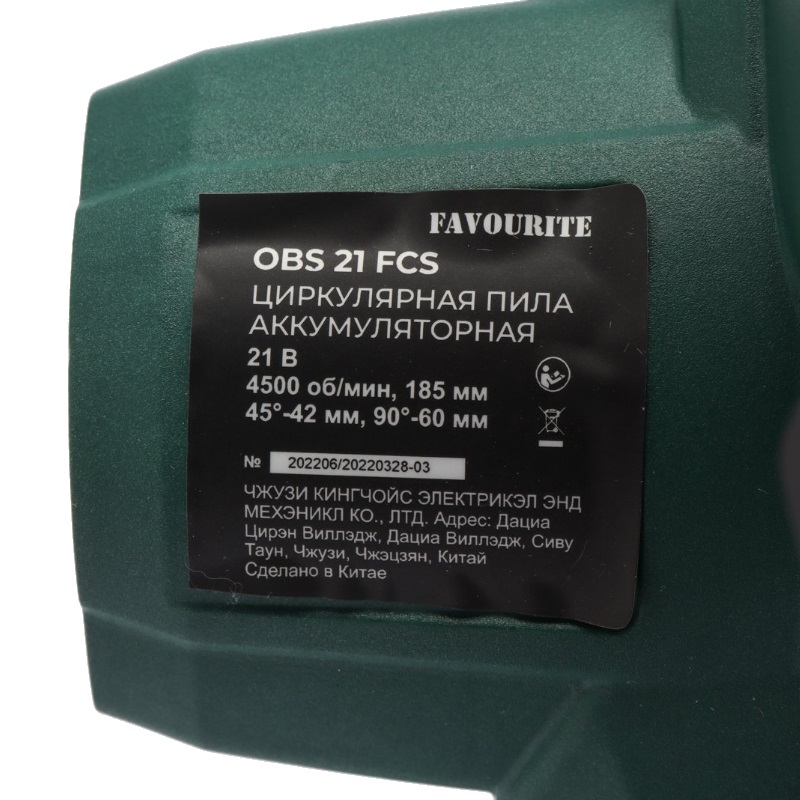 FAVOURITE
OBS 21 FCS
ЦИРКУЛЯРНАЯ ПИЛА
АККУМУЛЯТОРНАЯ
21 В
4500 об/мин, 185 мм
45°-42 мм, 90°-60 мм
№ 202206/20220328-03
ЧЖУЗИ КИНГЧОЙС ЭЛЕКТРИКЭЛ ЭНД
МЕХЭНИКЛ КО., ЛТД. Адрес: Дациа
Цирэн Виллэдж, Дациа Виллэдж, Сиву
Таун, Чжузи, Чжэцзян, Китай
Сделано в Китае